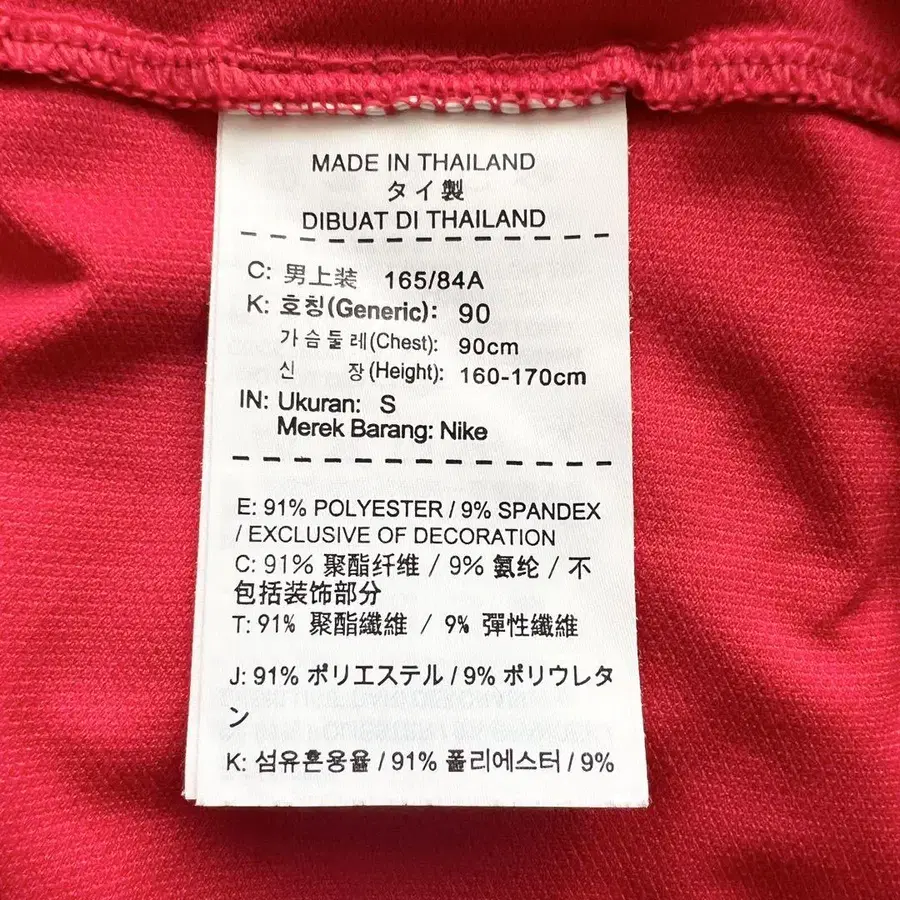 MADE IN THAILAND
タイ製
DIBUAT DI THAILAND
C: 男上装 165/84A
K: 호칭(Generic): 90
가슴둘레(Chest): 90cm
신 장(Height): 160-170cm
IN: Ukuran: S
Merek Barang: Nike
E: 91% POLYESTER / 9% SPANDEX
/ EXCLUSIVE OF DECORATION
C: 91% 聚酯纤维 / 9% 氨纶 / 不
包括装饰部分
T: 91% 聚酯纖維 / 9% 彈性纖維
J: 91% ポリエステル / 9% ポリウレタ
ン
K: 섬유혼용율 / 91% 폴리에스터 / 9%